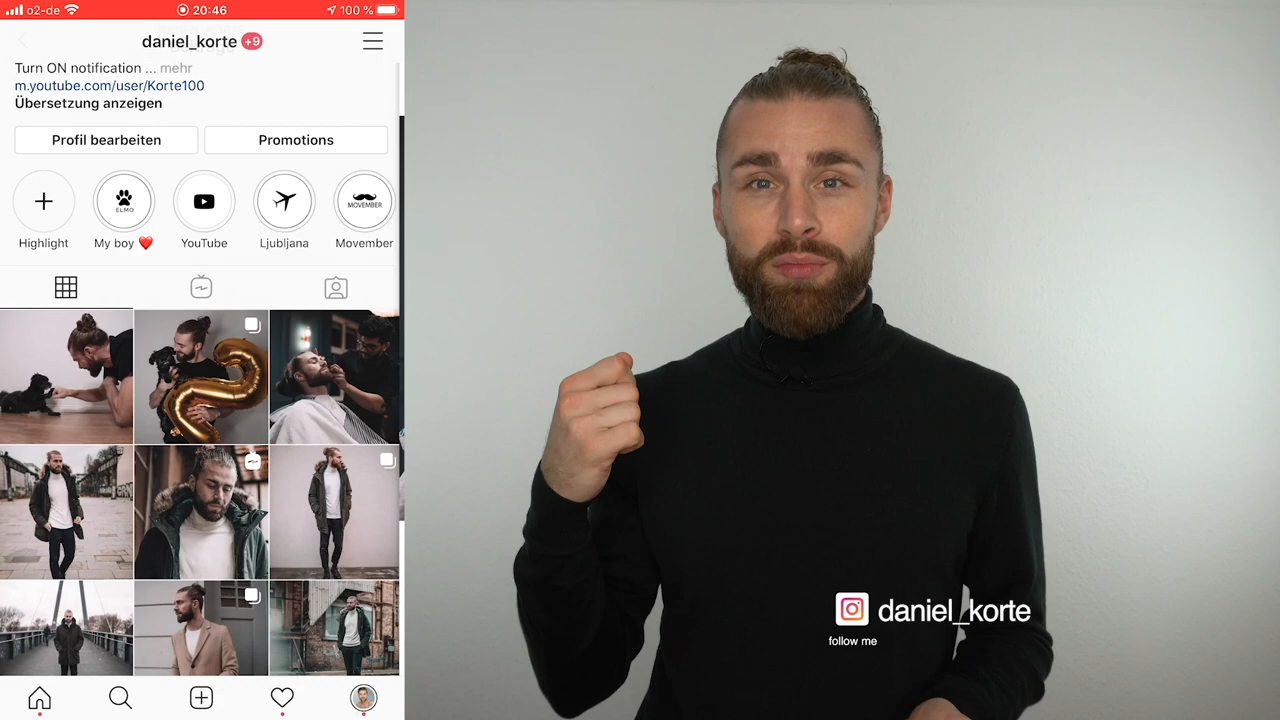 o2-de 20:46 100 %
daniel_korte +9
Turn ON notification ... mehr
m.youtube.com/user/Korte100
Übersetzung anzeigen
Profil bearbeiten Promotions
ELMO
MOVEMBER
Highlight My boy ❤️ YouTube Ljubljana Movember
daniel_korte
follow me